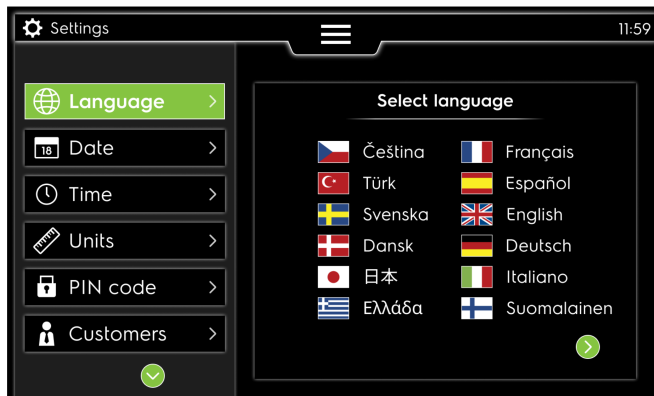 Settings
11:59
Language
18 Date
Time
Units
PIN code
Customers
Select language
Čeština
Français
Türk
Español
Svenska
English
Dansk
Deutsch
日本
Italiano
Ελλάδα
Suomalainen